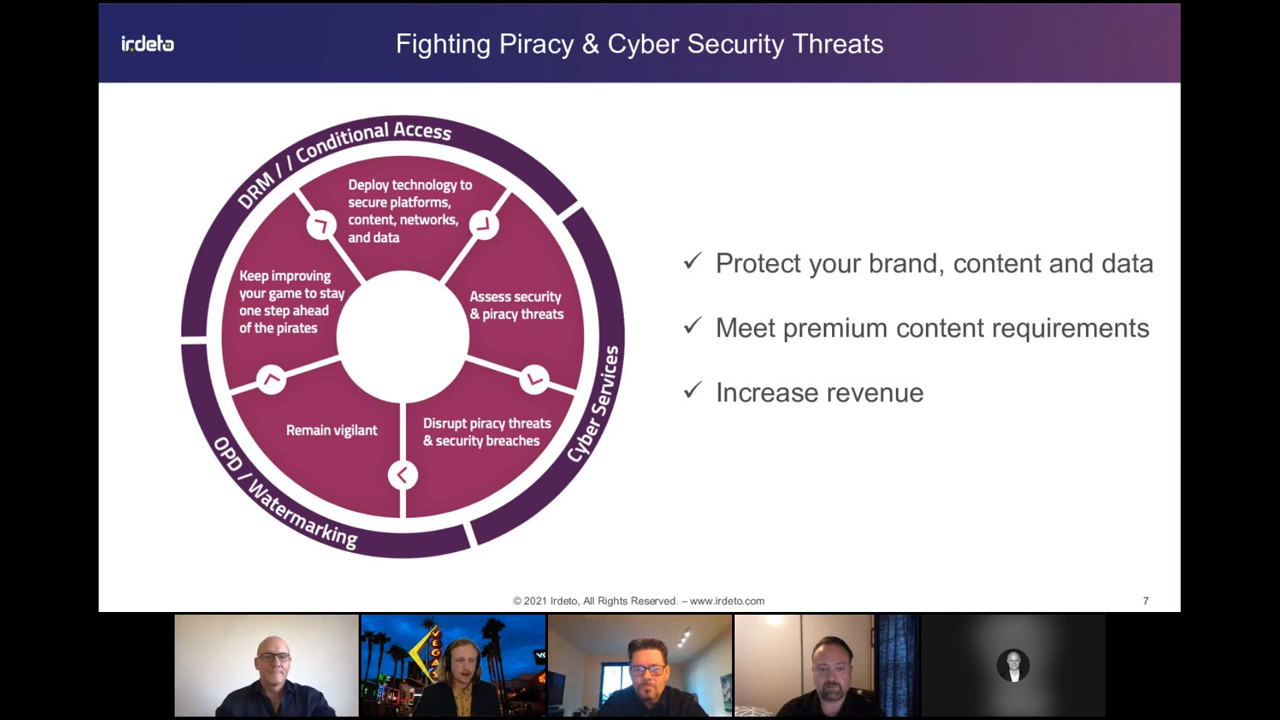 irdeto
Fighting Piracy & Cyber Security Threats
DRM // Conditional Access
Deploy technology to
secure platforms,
content, networks,
and data
Keep improving
your game to stay
one step ahead
of the pirates
Assess security
& piracy threats
Remain vigilant
Disrupt piracy threats
& security breaches
Cyber Services
OPD / Watermarking
✓ Protect your brand, content and data
✓ Meet premium content requirements
✓ Increase revenue
© 2021 Irdeto, All Rights Reserved. – www.irdeto.com
7
VEGAS